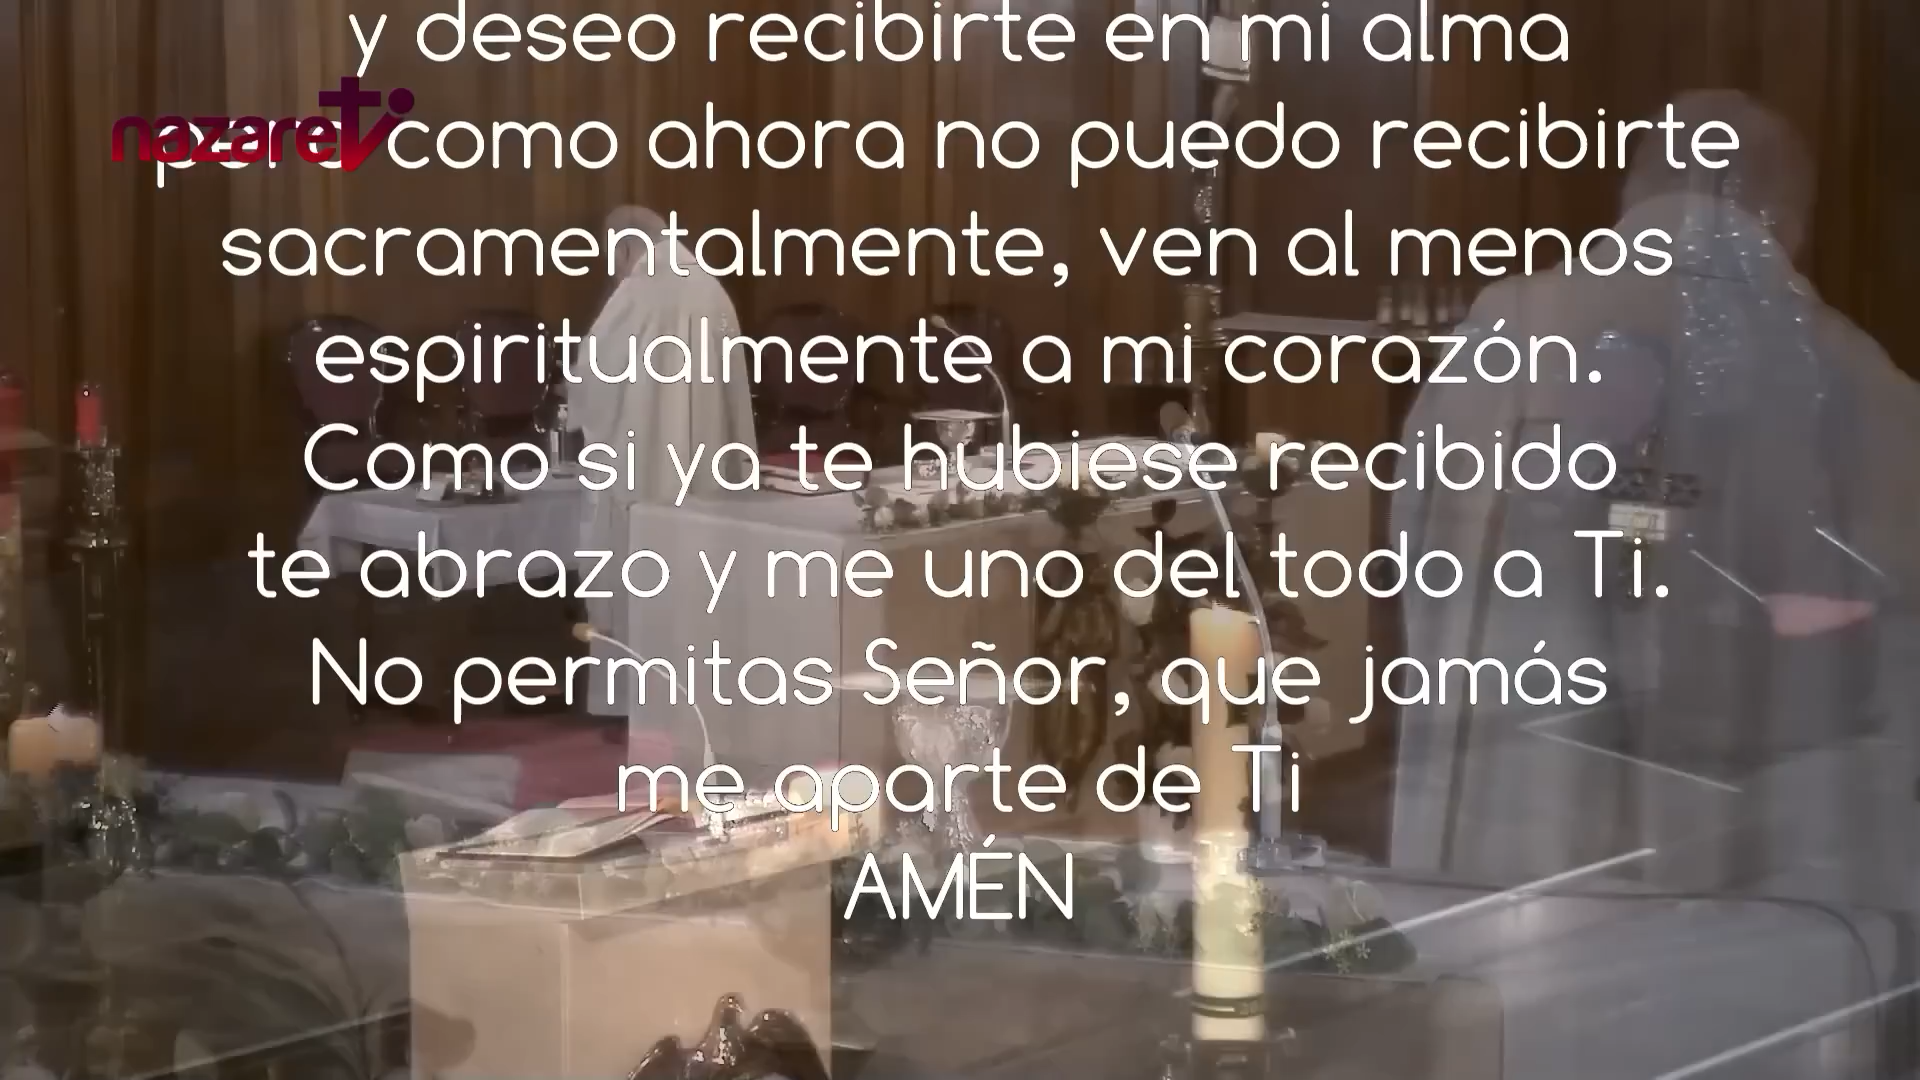 y deseo recibirte en mi alma
nazaretv
pero como ahora no puedo recibirte
sacramentalmente, ven al menos
espiritualmente a mi corazón.
Como si ya te hubiese recibido
te abrazo y me uno del todo a Ti.
No permitas Señor, que jamás
me aparte de Ti
AMÉN